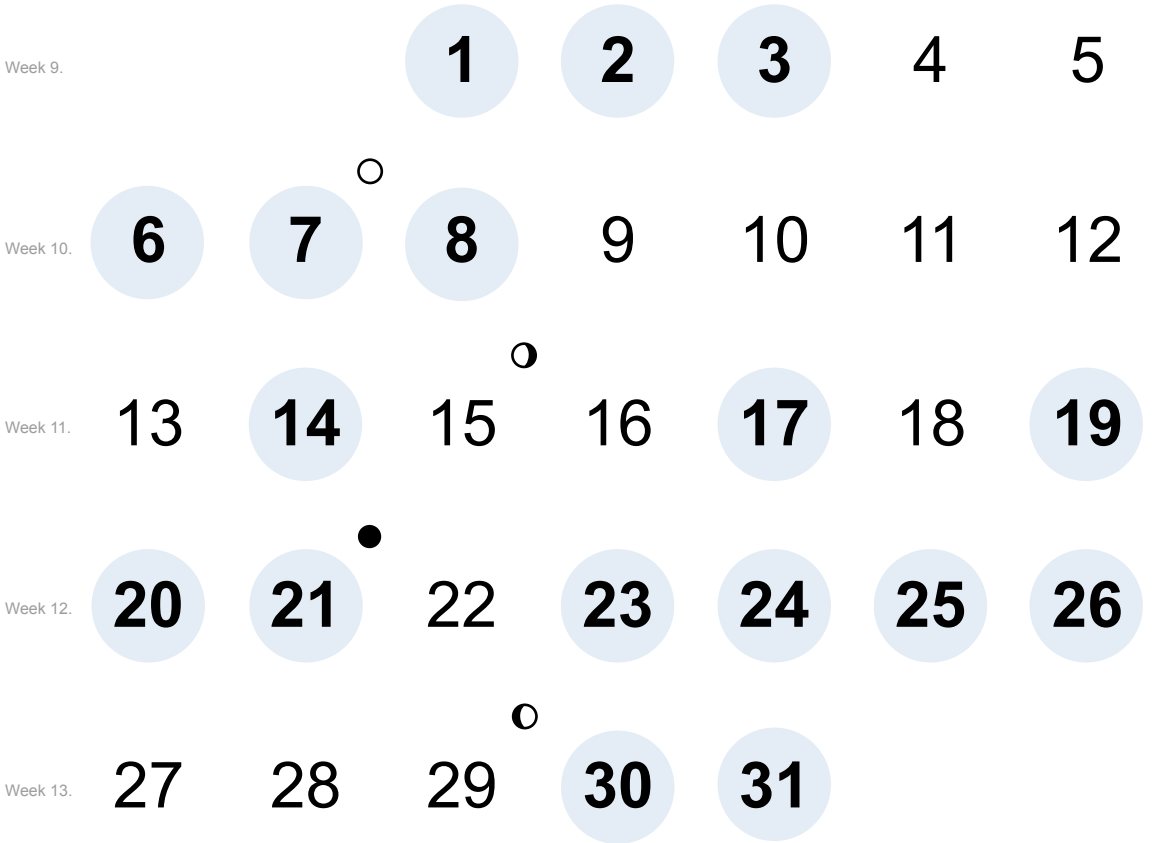 Week 9. 1 2 3 4 5
Week 10. 6 7 8 9 10 11 12
Week 11. 13 14 15 16 17 18 19
Week 12. 20 21 22 23 24 25 26
Week 13. 27 28 29 30 31